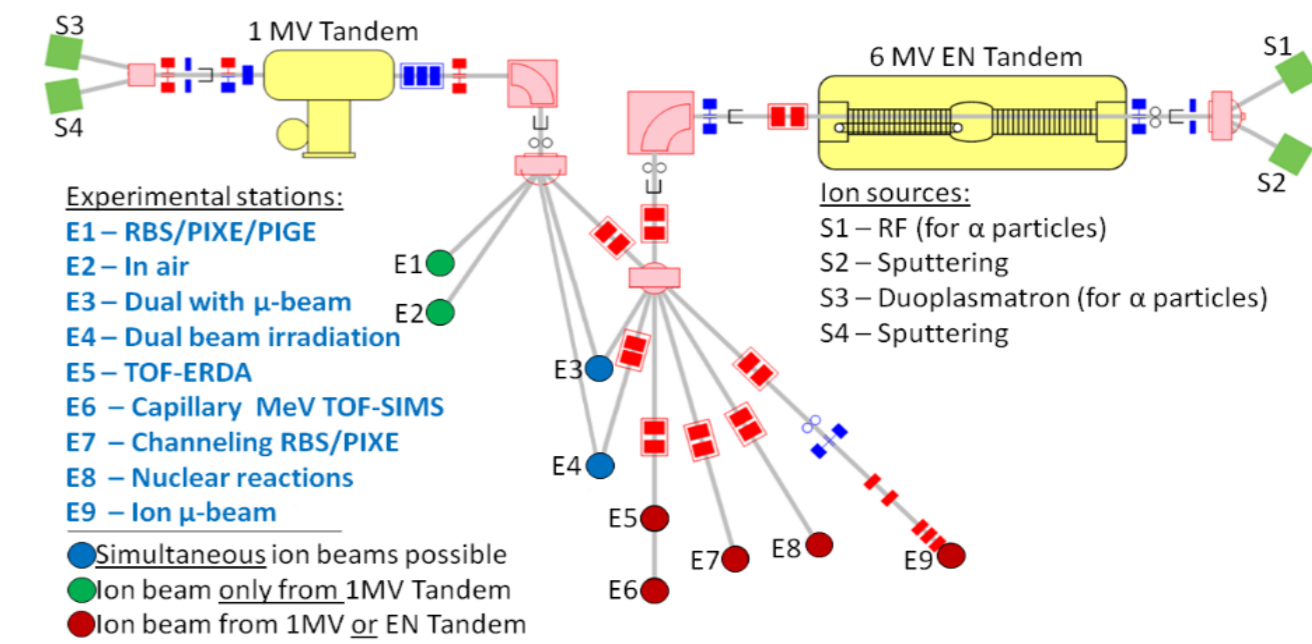 S3
1 MV Tandem
S4
6 MV EN Tandem
S1
S2
Experimental stations:
E1 – RBS/PIXE/PIGE
E2 – In air
E3 – Dual with μ-beam
E4 – Dual beam irradiation
E5 – TOF-ERDA
E6 – Capillary MeV TOF-SIMS
E7 – Channeling RBS/PIXE
E8 – Nuclear reactions
E9 – Ion μ-beam
Simultaneous ion beams possible
Ion beam only from 1MV Tandem
Ion beam from 1MV or EN Tandem
Ion sources:
S1 – RF (for α particles)
S2 – Sputtering
S3 – Duoplasmatron (for α particles)
S4 – Sputtering
E1
E2
E3
E4
E5
E6
E7
E8
E9